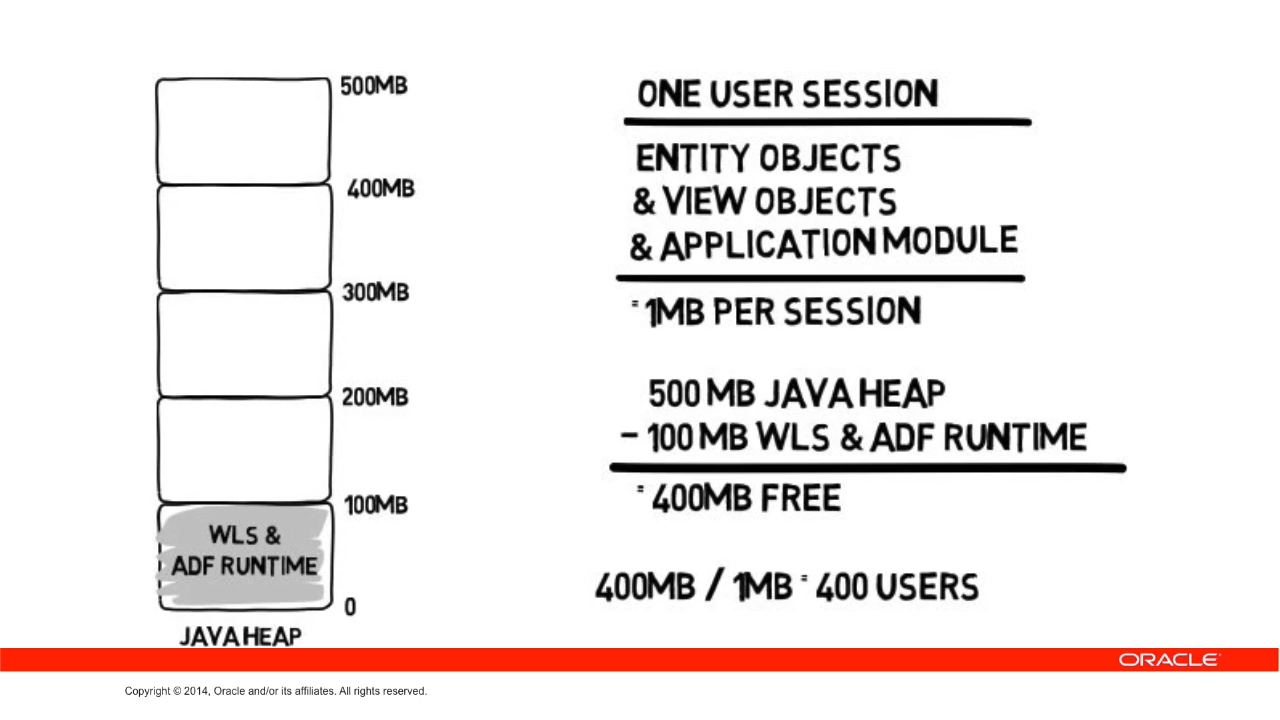 500MB
400MB
300MB
200MB
100MB
WLS &
ADF RUNTIME
0
JAVA HEAP
ONE USER SESSION
ENTITY OBJECTS
& VIEW OBJECTS
& APPLICATION MODULE
= 1MB PER SESSION
500 MB JAVA HEAP
– 100 MB WLS & ADF RUNTIME
= 400MB FREE
400MB / 1MB = 400 USERS
ORACLE
Copyright © 2014, Oracle and/or its affiliates. All rights reserved.